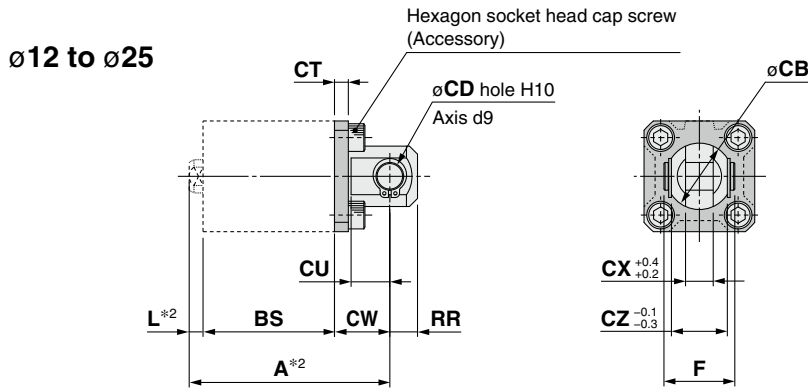 Hexagon socket head cap screw
(Accessory)
ø12 to ø25
CT
øCD hole H10
Axis d9
øCB
CU
CX +0.4 +0.2
L*2
BS
CW
RR
CZ −0.1 −0.3
A*2
F